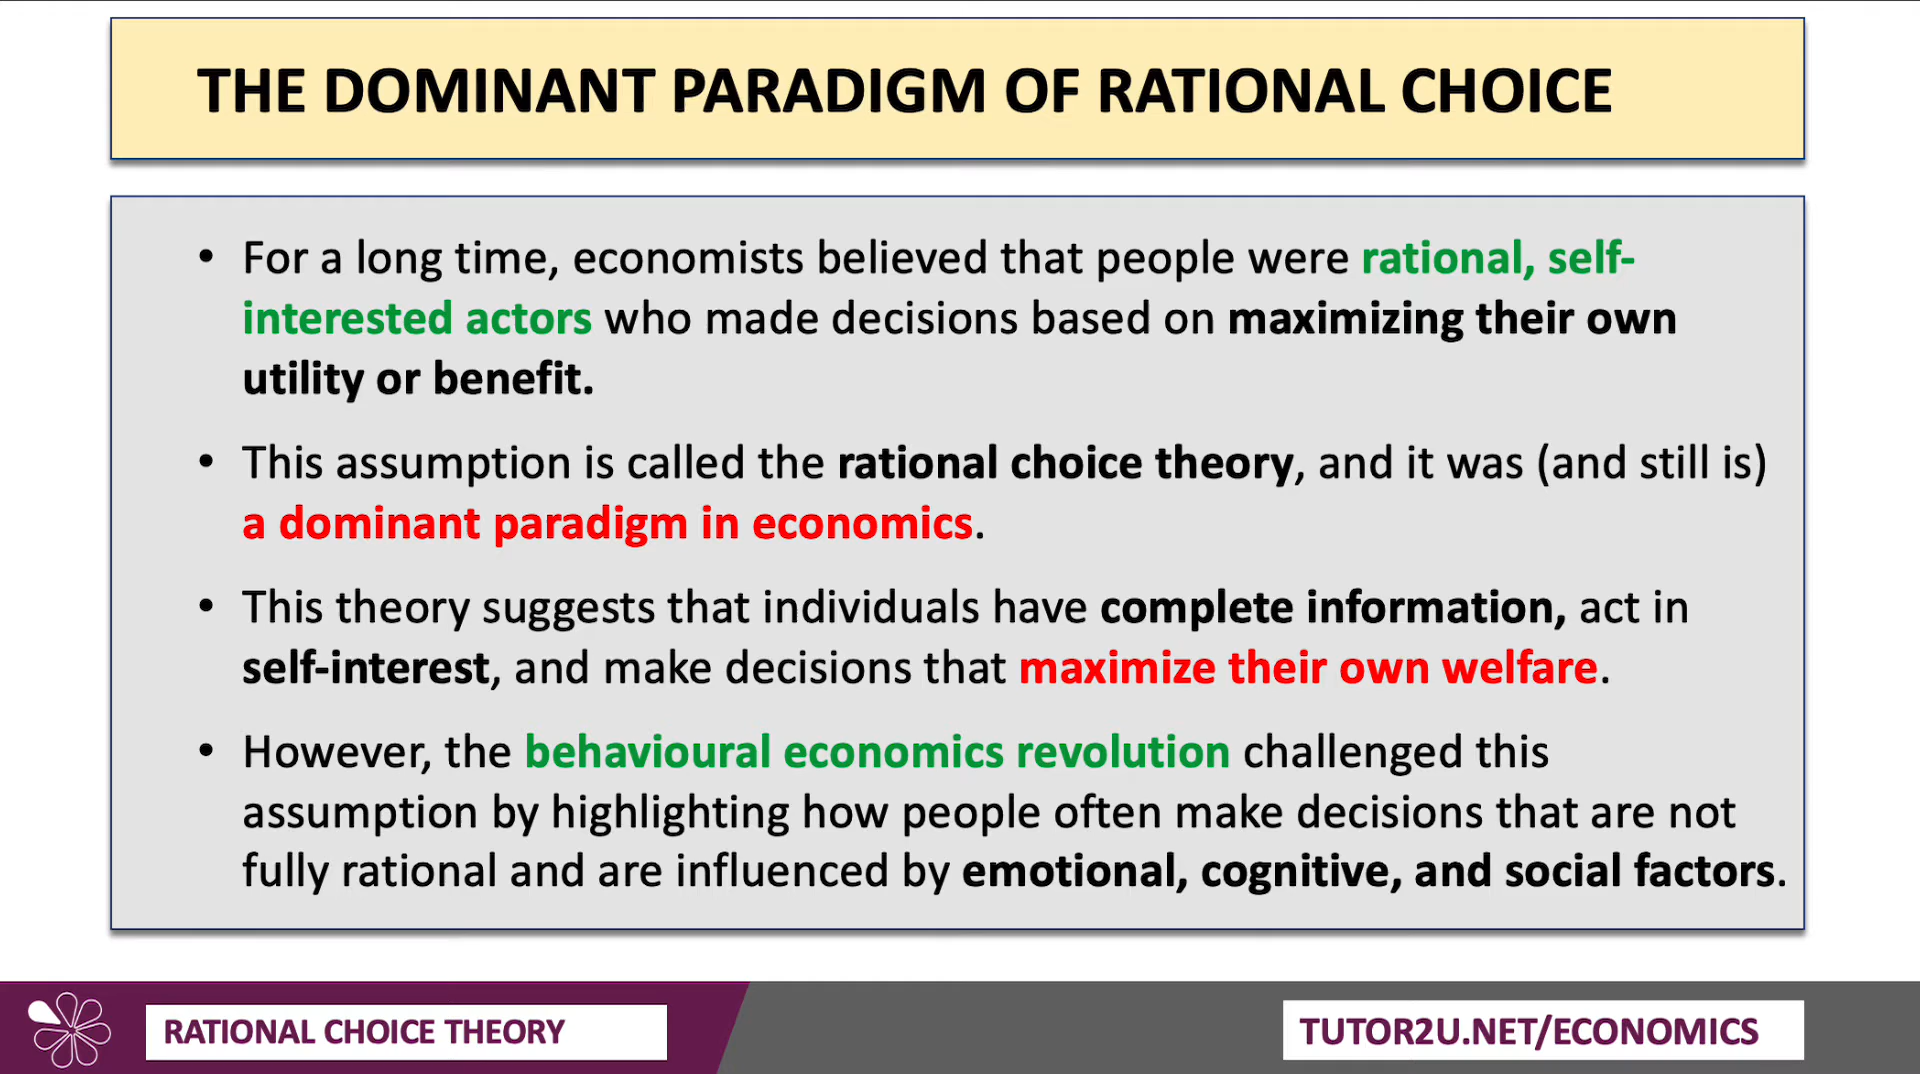 THE DOMINANT PARADIGM OF RATIONAL CHOICE
• For a long time, economists believed that people were rational, self-
interested actors who made decisions based on maximizing their own
utility or benefit.
• This assumption is called the rational choice theory, and it was (and still is)
a dominant paradigm in economics.
• This theory suggests that individuals have complete information, act in
self-interest, and make decisions that maximize their own welfare.
• However, the behavioural economics revolution challenged this
assumption by highlighting how people often make decisions that are not
fully rational and are influenced by emotional, cognitive, and social factors.
RATIONAL CHOICE THEORY
TUTOR2U.NET/ECONOMICS